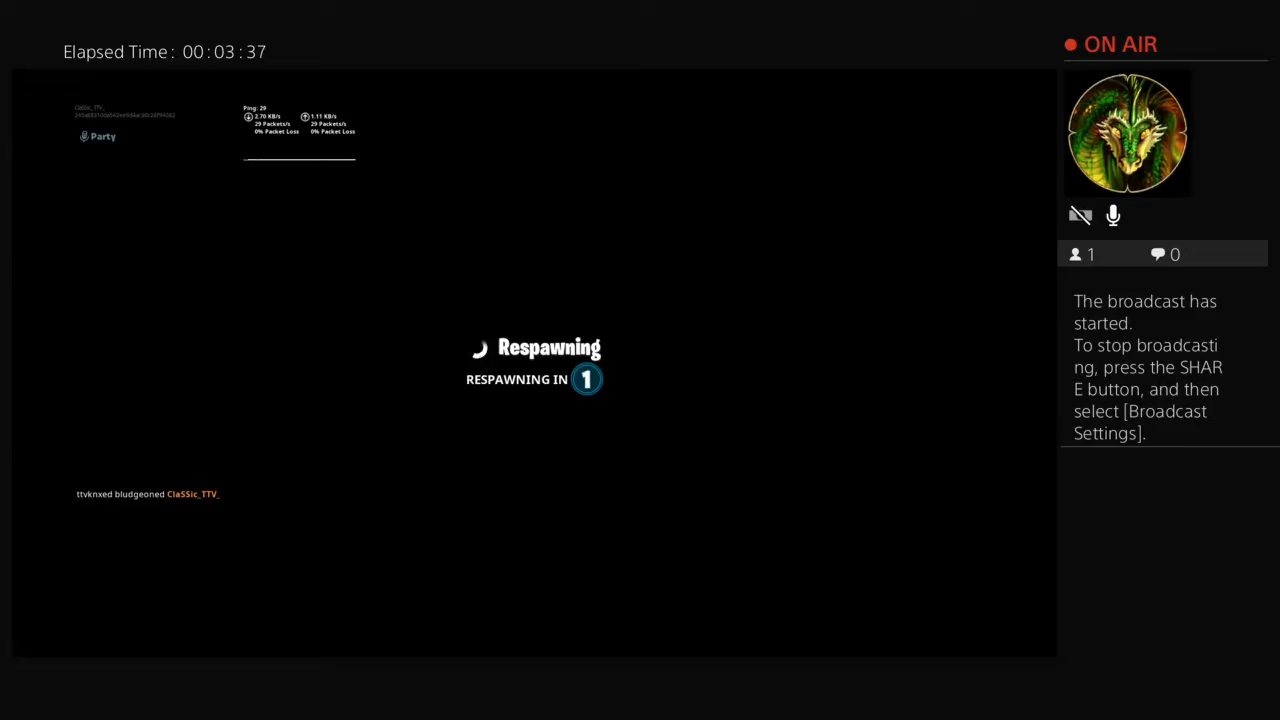 Elapsed Time: 00:03:37
ON AIR
Ping: 29
2.70 KB/s 1.11 KB/s
29 Packets/s 29 Packets/s
0% Packet Loss 0% Packet Loss
Party
1 0
The broadcast has
started.
To stop broadcasti
ng, press the SHAR
E button, and then
select [Broadcast
Settings].
Respawning
RESPAWNING IN 1
ttvknxed bludgeoned ClaSSic_TTV_